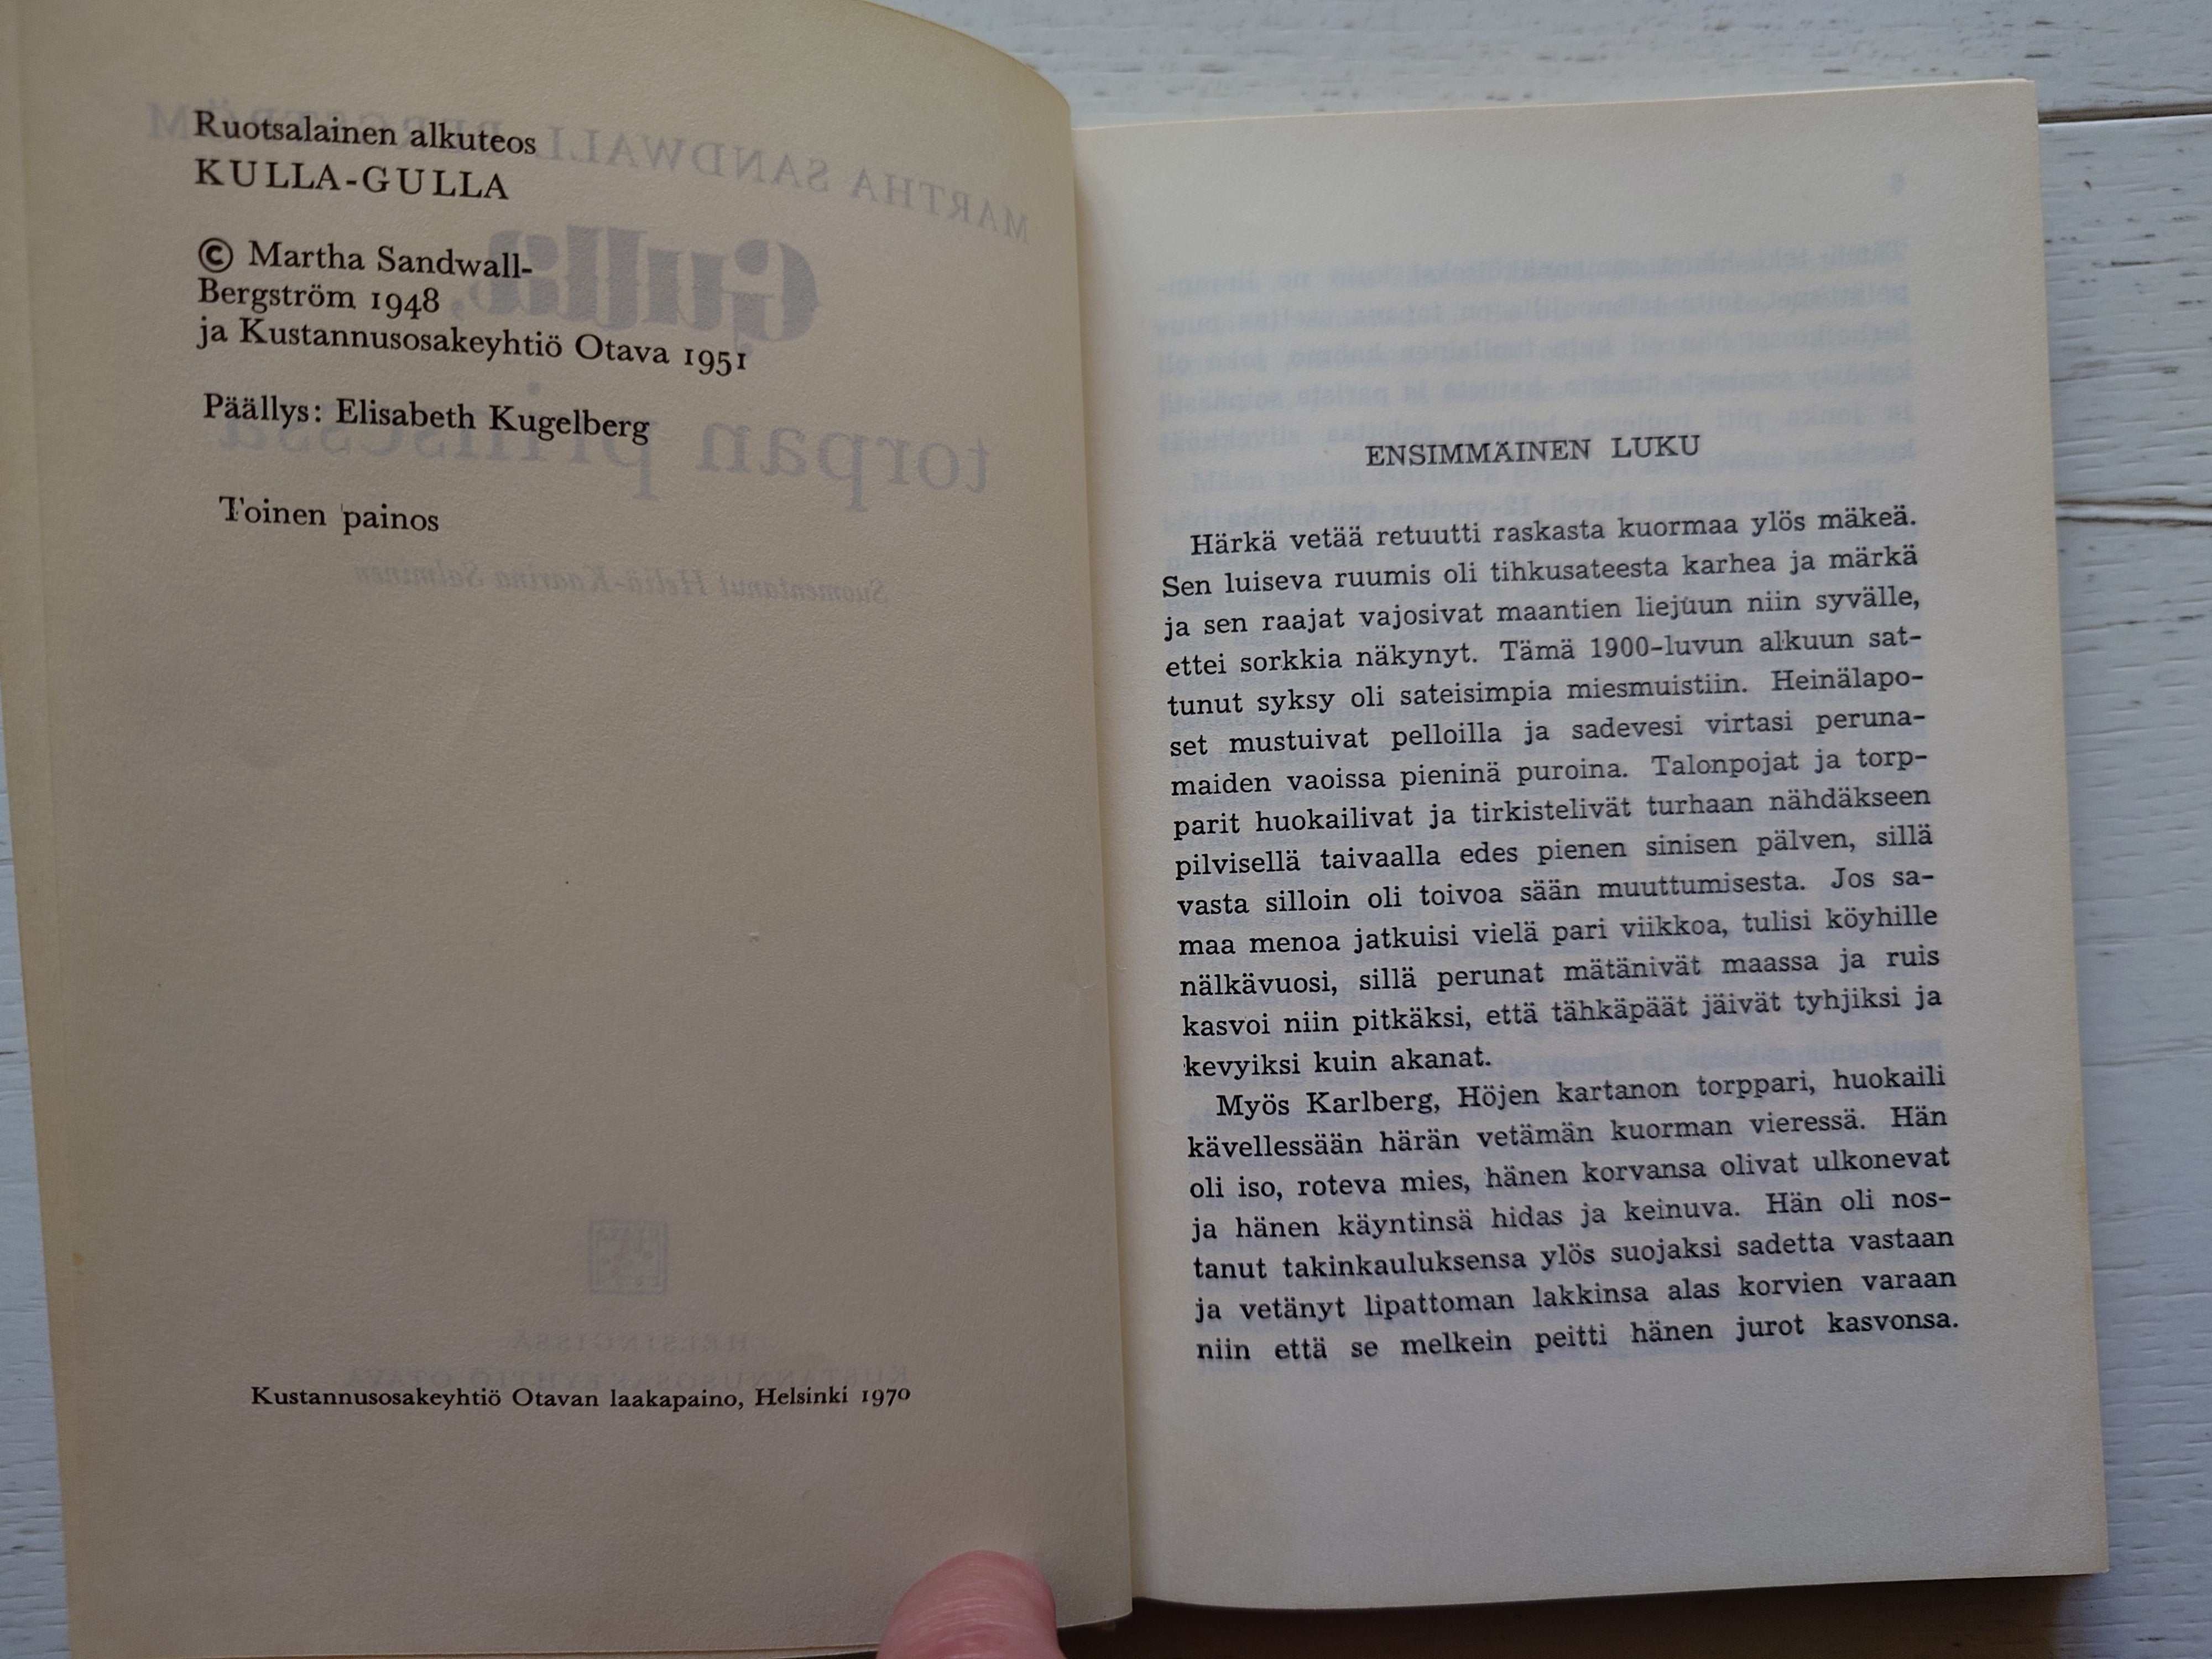 Ruotsalainen alkuteos
KULLA-GULLA
© Martha Sandwall-
Bergström 1948
ja Kustannusosakeyhtiö Otava 1951
Päällys: Elisabeth Kugelberg
Toinen painos
Kustannusosakeyhtiö Otavan laakapaino, Helsinki 1970
ENSIMMÄINEN LUKU
Härkä vetää retuutti raskasta kuormaa ylös mäkeä.
Sen luiseva ruumis oli tihkusateesta karhea ja märkä
ja sen raajat vajosivat maantien liejuun niin syvälle,
ettei sorkkia näkynyt. Tämä 1900-luvun alkuun sat-
tunut syksy oli sateisimpia miesmuistiin. Heinälapo-
set mustuivat pelloilla ja sadevesi virtasi peruna-
maiden vaoissa pieninä puroina. Talonpojat ja torp-
parit huokailivat ja tirkistelivät turhaan nähdäkseen
pilvisellä taivaalla edes pienen sinisen pälven, sillä
vasta silloin oli toivoa sään muuttumisesta. Jos sa-
maa menoa jatkuisi vielä pari viikkoa, tulisi köyhille
nälkävuosi, sillä perunat mätänivät maassa ja ruis
kasvoi niin pitkäksi, että tähkäpäät jäivät tyhjiksi ja
kevyiksi kuin akanat.
Myös Karlberg, Höjen kartanon torppari, huokaili
kävellessään härän vetämän kuorman vieressä. Hän
oli iso, roteva mies, hänen korvansa olivat ulkonevat
ja hänen käyntinsä hidas ja keinuva. Hän oli nos-
tanut takinkauluksensa ylös suojaksi sadetta vastaan
ja vetänyt lipattoman lakkinsa alas korvien varaan
niin että se melkein peitti hänen jurot kasvonsa.